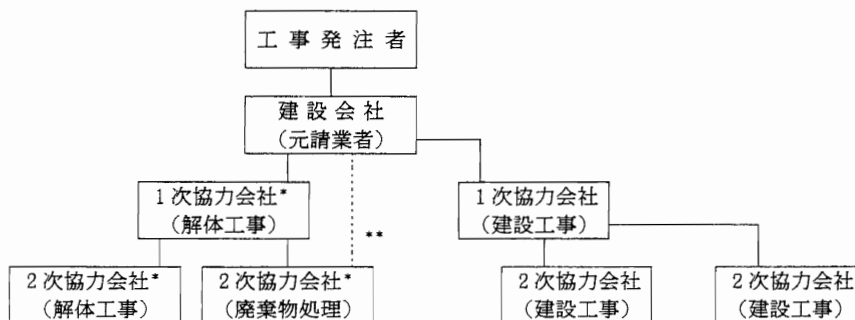 工事発注者
建設会社
(元請業者)
1次協力会社*
(解体工事)
1次協力会社
(建設工事)
**
2次協力会社*
(解体工事)
2次協力会社*
(廃棄物処理)
2次協力会社
(建設工事)
2次協力会社
(建設工事)